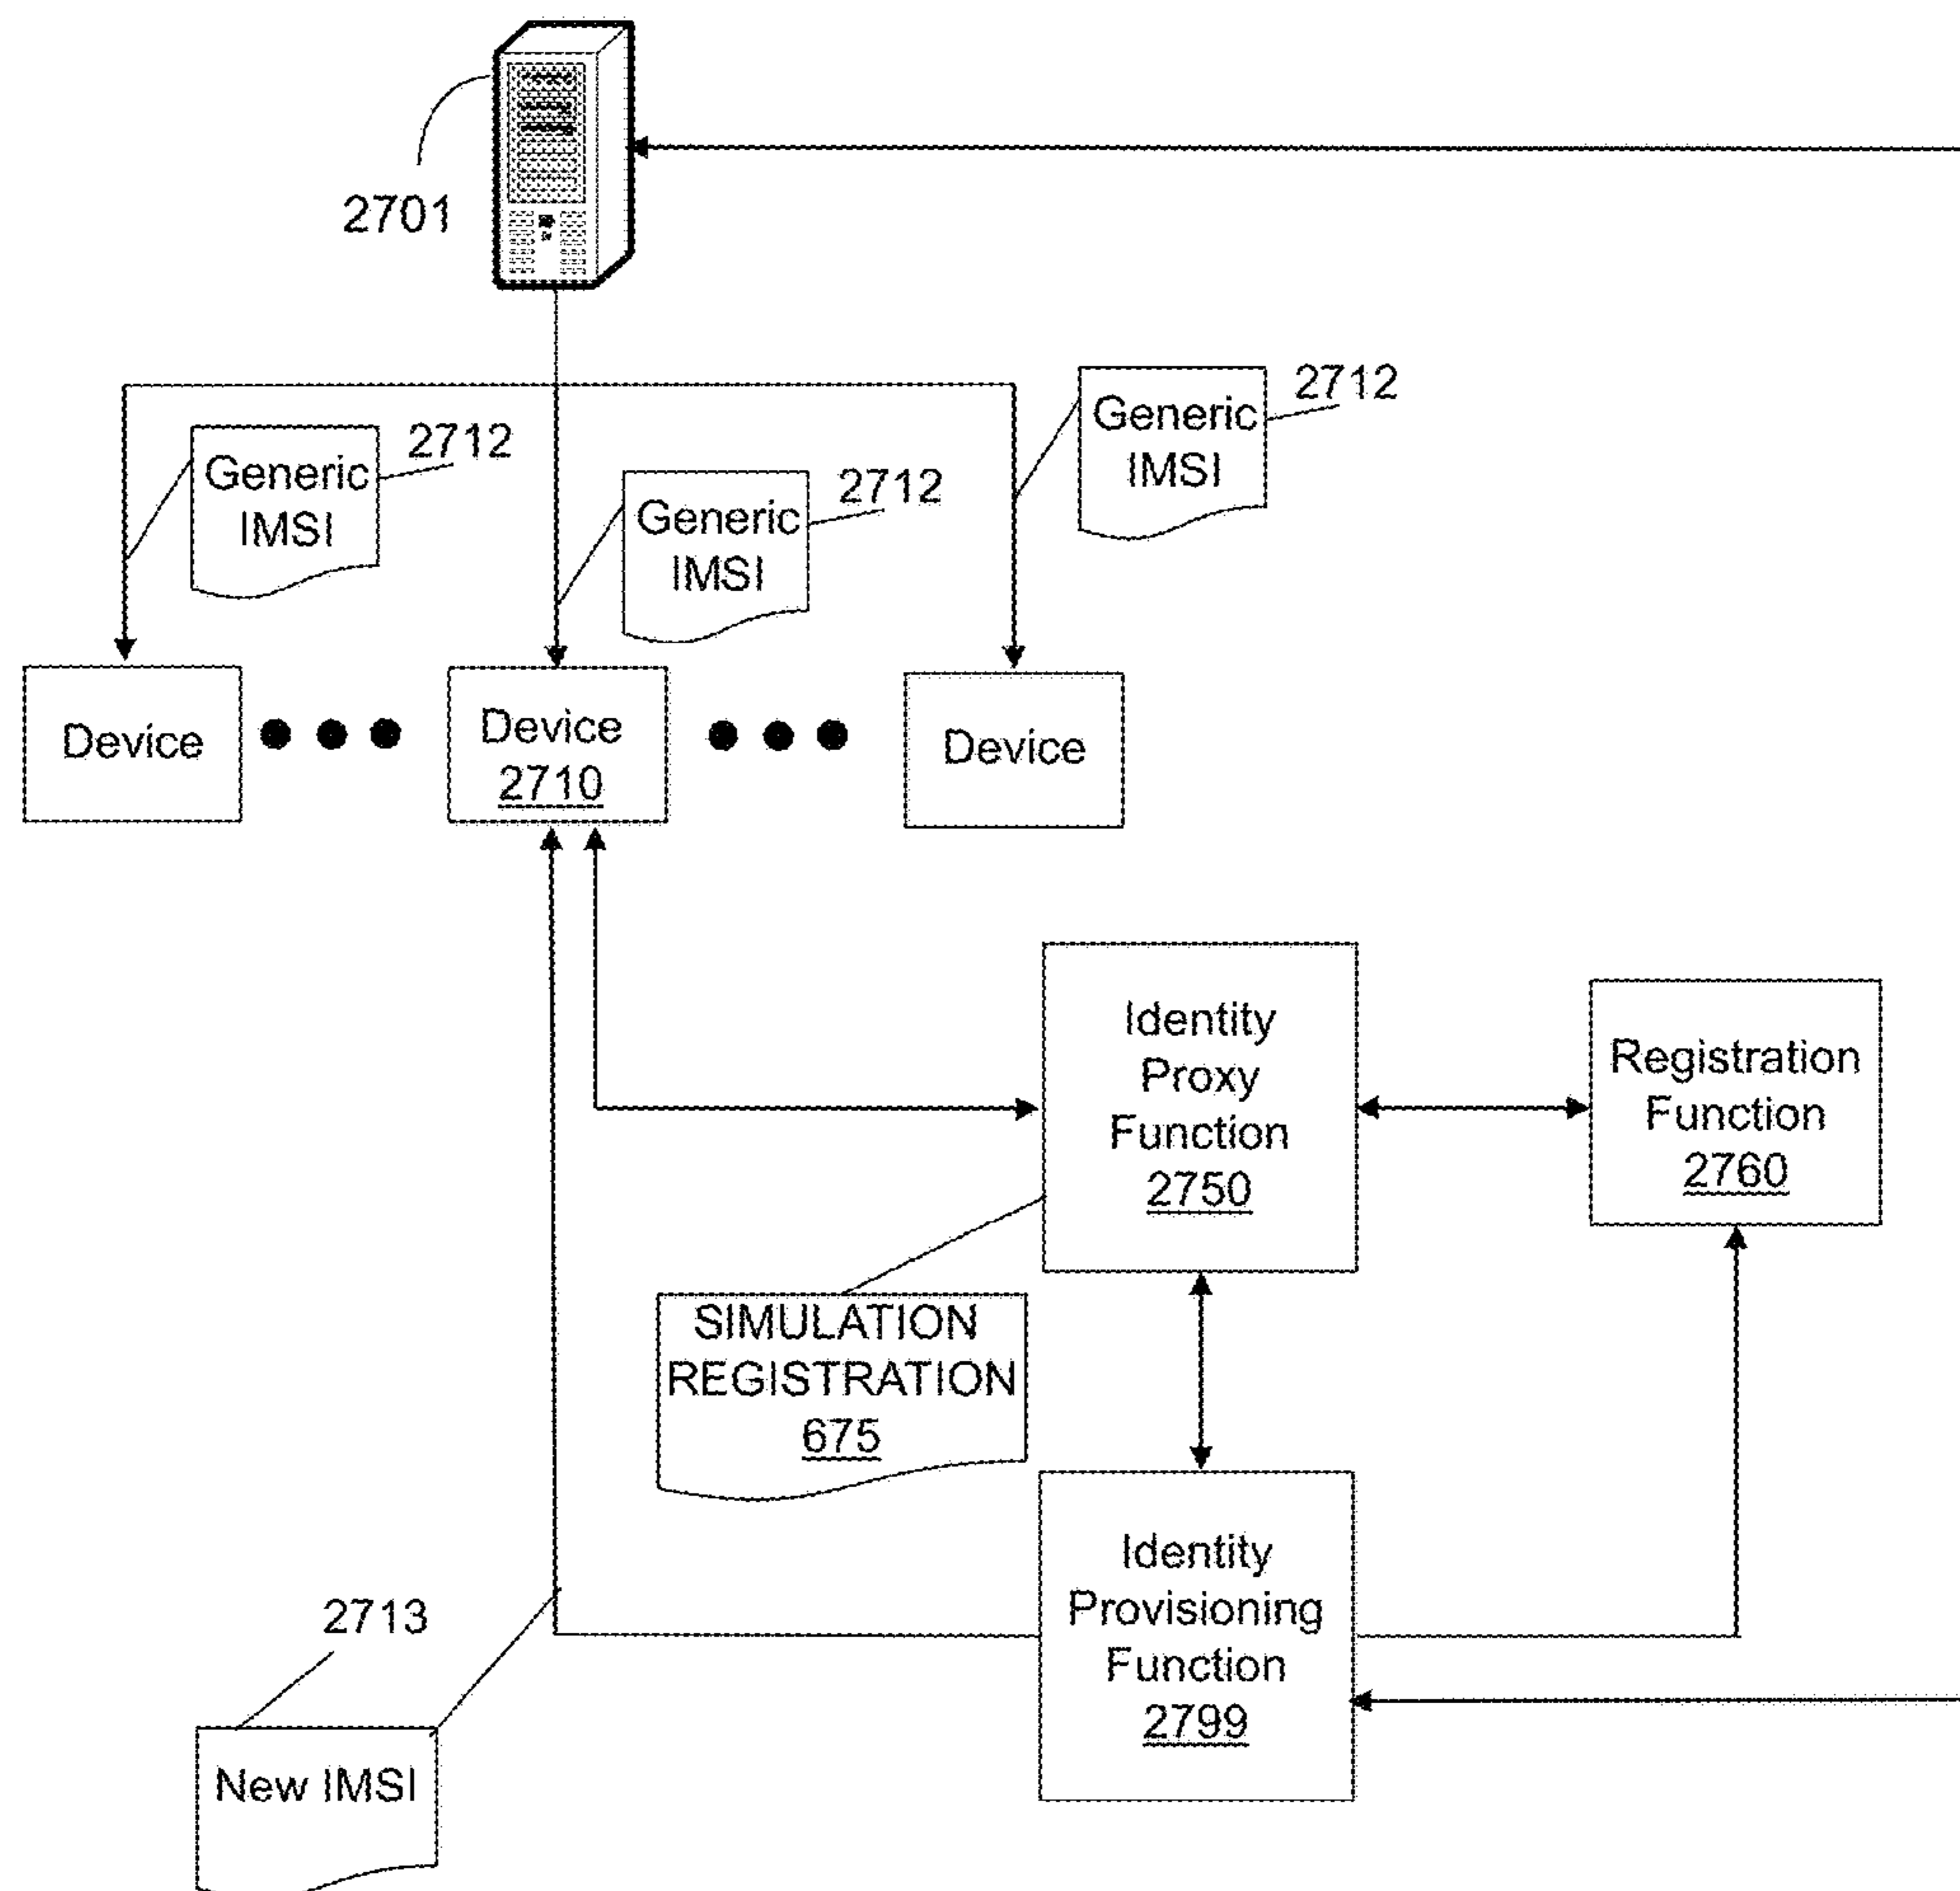 2701
2712
Generic
IMSI
2712
Generic
IMSI
2712
Generic
IMSI
Device
Device
2710
Device
Identity
Proxy
Function
2750
Registration
Function
2760
SIMULATION
REGISTRATION
675
Identity
Provisioning
Function
2799
2713
New IMSI